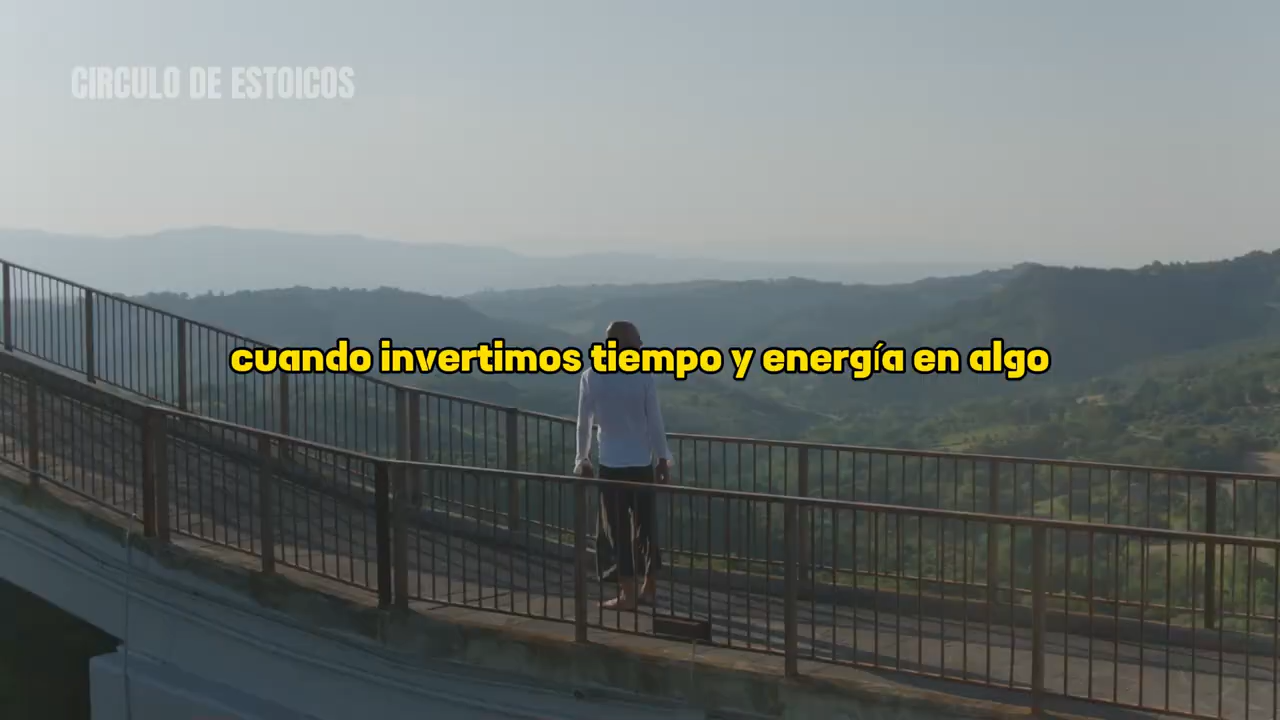 CIRCULO DE ESTOICOS
cuando invertimos tiempo y energía en algo